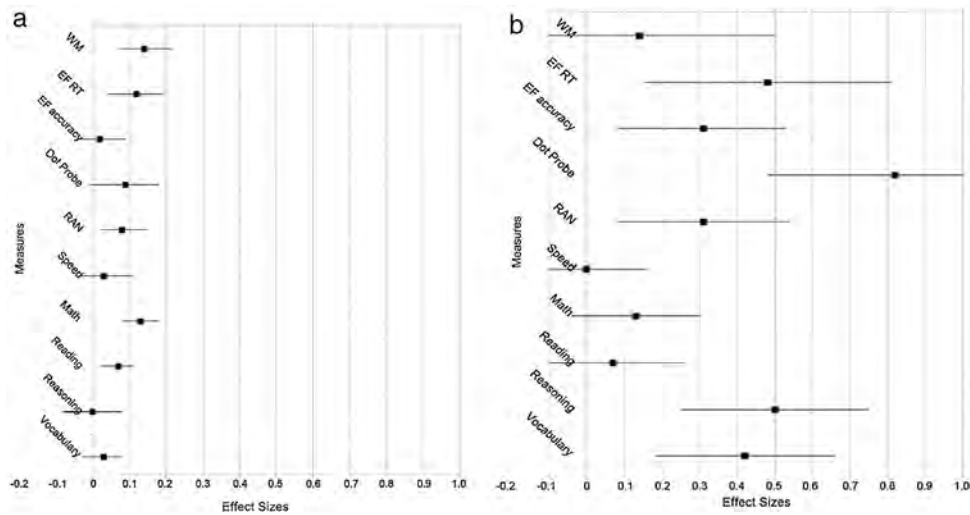 a
WM
EF RT
EF accuracy
Dot Probe
RAN
Speed
Math
Reading
Reasoning
Vocabulary
Measures
-0.2 -0.1 0 0.1 0.2 0.3 0.4 0.5 0.6 0.7 0.8 0.9 1.0
Effect Sizes
b
WM
EF RT
EF accuracy
Dot Probe
RAN
Speed
Math
Reading
Reasoning
Vocabulary
Measures
-0.2 -0.1 0 0.1 0.2 0.3 0.4 0.5 0.6 0.7 0.8 0.9 1.0
Effect Sizes